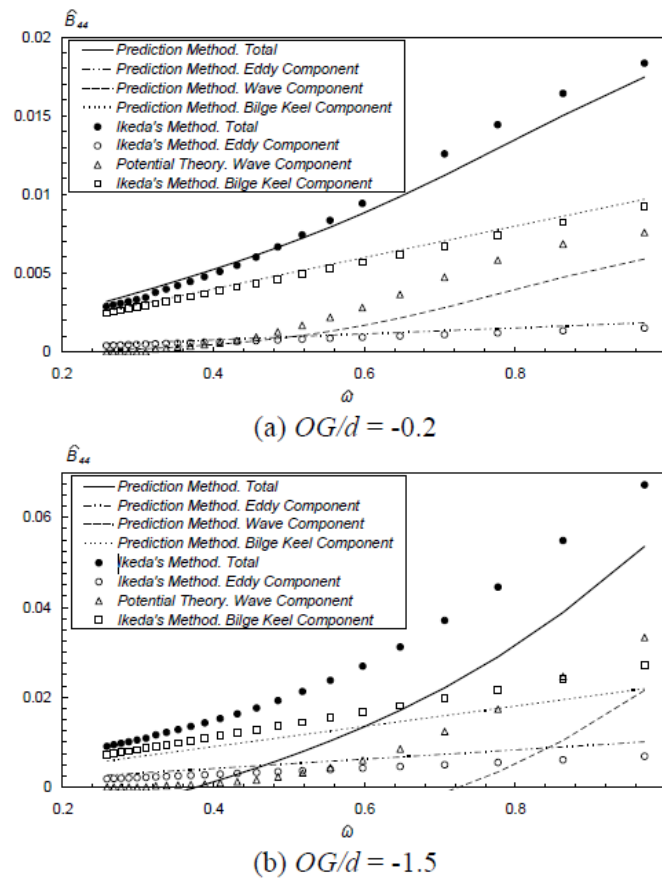 B̂₄₄
0.02
0.015
0.01
0.005
0
Prediction Method. Total
Prediction Method. Eddy Component
Prediction Method. Wave Component
Prediction Method. Bilge Keel Component
Ikeda's Method. Total
Ikeda's Method. Eddy Component
Potential Theory. Wave Component
Ikeda's Method. Bilge Keel Component
0.2 0.4 0.6 0.8 1.0
ω̂
(a) OG/d = -0.2
B̂₄₄
0.06
0.04
0.02
0
Prediction Method. Total
Prediction Method. Eddy Component
Prediction Method. Wave Component
Prediction Method. Bilge Keel Component
Ikeda's Method. Total
Ikeda's Method. Eddy Component
Potential Theory. Wave Component
Ikeda's Method. Bilge Keel Component
0.2 0.4 0.6 0.8 1.0
ω̂
(b) OG/d = -1.5